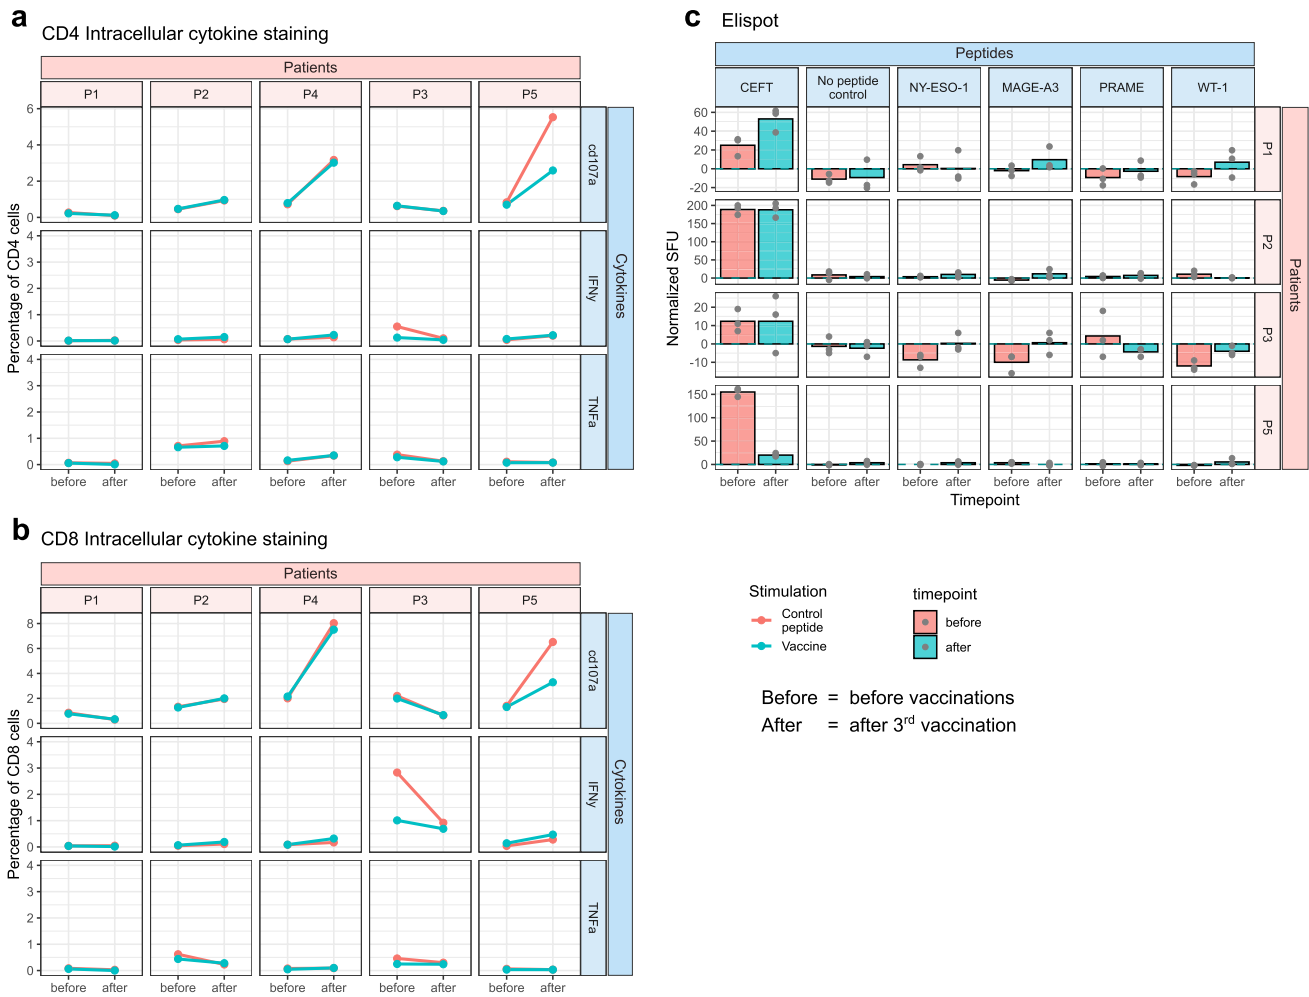 a
CD4 Intracellular cytokine staining
Patients
P1 P2 P4 P3 P5
Percentage of CD4 cells
6
4
2
0
cd107a
4
3
2
1
0
IFNy
4
3
2
1
0
TNFa
Cytokines
before after before after before after before after before after
b
CD8 Intracellular cytokine staining
Patients
P1 P2 P4 P3 P5
Percentage of CD8 cells
8
6
4
2
0
cd107a
4
3
2
1
0
IFNy
4
3
2
1
0
TNFa
Cytokines
before after before after before after before after before after
c
Elispot
Peptides
CEFT No peptide control NY-ESO-1 MAGE-A3 PRAME WT-1
Normalized SFU
60
40
20
0
-20
P1
200
150
100
50
0
P2
20
10
0
-10
P3
150
100
50
0
P5
Patients
before after before after before after before after before after before after
Timepoint
Stimulation
Control
peptide
Vaccine
timepoint
before
after
Before = before vaccinations
After = after 3rd vaccination